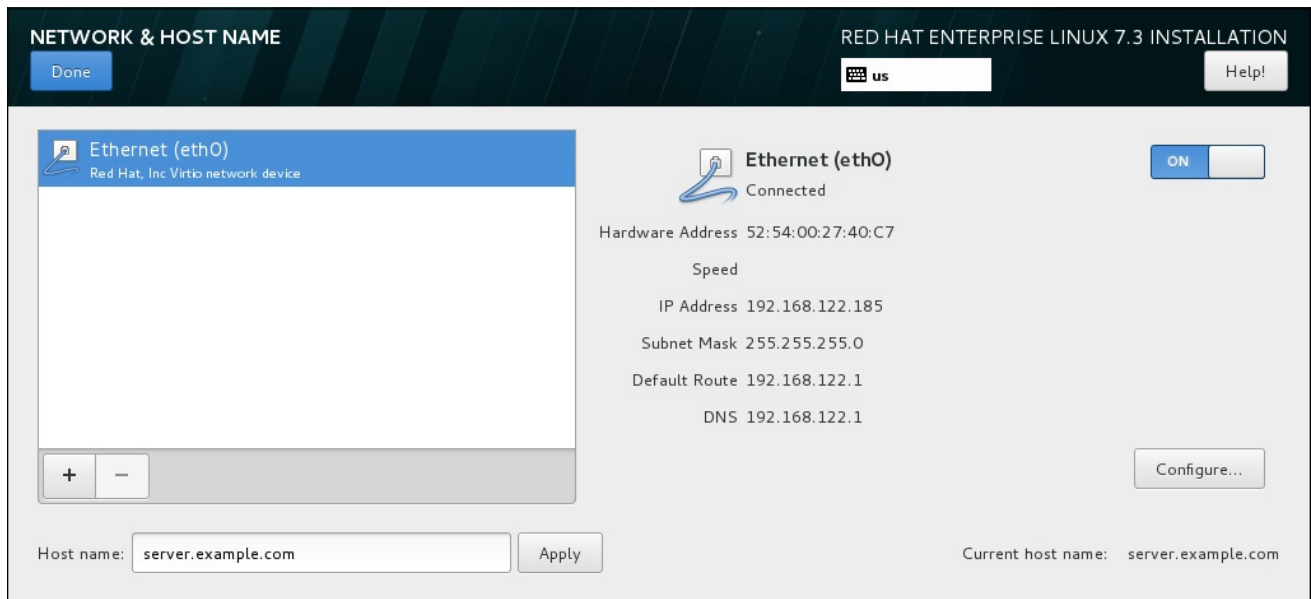 NETWORK & HOST NAME
Done
RED HAT ENTERPRISE LINUX 7.3 INSTALLATION
us
Help!
Ethernet (eth0)
Red Hat, Inc Virtio network device
+
−
Ethernet (eth0)
Connected
ON
Hardware Address 52:54:00:27:40:C7
Speed
IP Address 192.168.122.185
Subnet Mask 255.255.255.0
Default Route 192.168.122.1
DNS 192.168.122.1
Configure...
Host name: server.example.com
Apply
Current host name: server.example.com